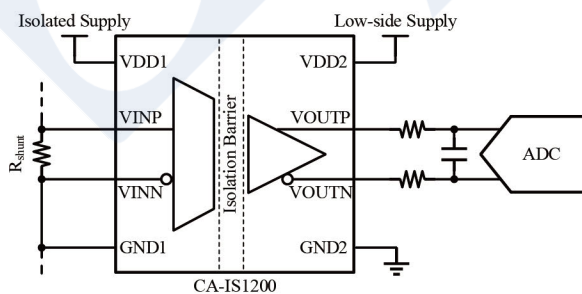 Isolated Supply
Low-side Supply
VDD1
VDD2
VINP
VOUTP
Rshunt
Isolation Barrier
ADC
VINN
VOUTN
GND1
GND2
CA-IS1200